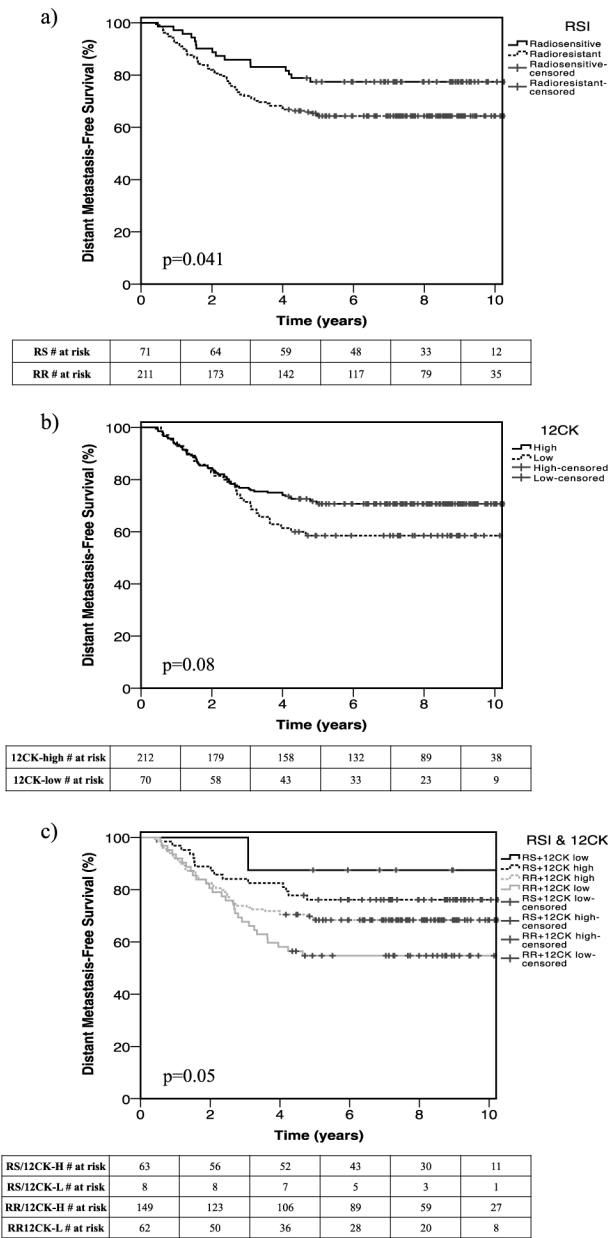 a)
RSI
Radiosensitive
Radioresistant
Radiosensitive-
censored
Radioresistant-
censored
Distant Metastasis-Free Survival (%)
100
80
60
40
20
0
p=0.041
0 2 4 6 8 10
Time (years)
RS # at risk 71 64 59 48 33 12
RR # at risk 211 173 142 117 79 35
b)
12CK
High
Low
High-censored
Low-censored
Distant Metastasis-Free Survival (%)
100
80
60
40
20
0
p=0.08
0 2 4 6 8 10
Time (years)
12CK-high # at risk 212 179 158 132 89 38
12CK-low # at risk 70 58 43 33 23 9
c)
RSI & 12CK
RS+12CK low
RS+12CK high
RR+12CK high
RR+12CK low
RS+12CK low-
censored
RS+12CK high-
censored
RR+12CK high-
censored
RR+12CK low-
censored
Distant Metastasis-Free Survival (%)
100
80
60
40
20
0
p=0.05
0 2 4 6 8 10
Time (years)
RS/12CK-H # at risk 63 56 52 43 30 11
RS/12CK-L # at risk 8 8 7 5 3 1
RR/12CK-H # at risk 149 123 106 89 59 27
RR12CK-L # at risk 62 50 36 28 20 8